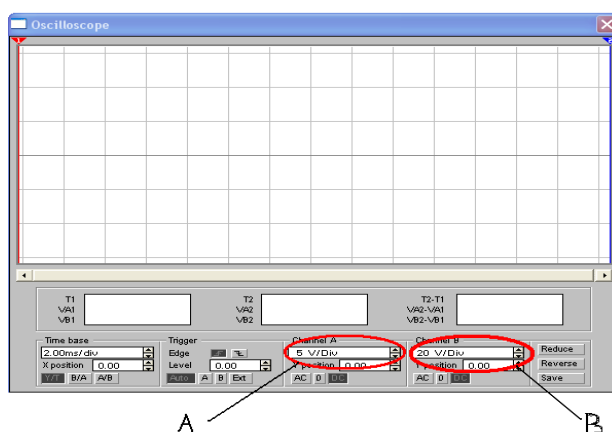 Oscilloscope
T1 T2 T2-T1
VA1 VA2 VA2-VA1
VB1 VB2 VB2-VB1
Time base Trigger Channel A Channel B
2.00ms/div Edge 5 V/Div 20 V/Div Reduce
X position 0.00 Level 0.00 Y position 0.00 Y position 0.00 Reverse
Y/T B/A A/B Auto A B Ext AC 0 DC AC 0 DC Save
A B